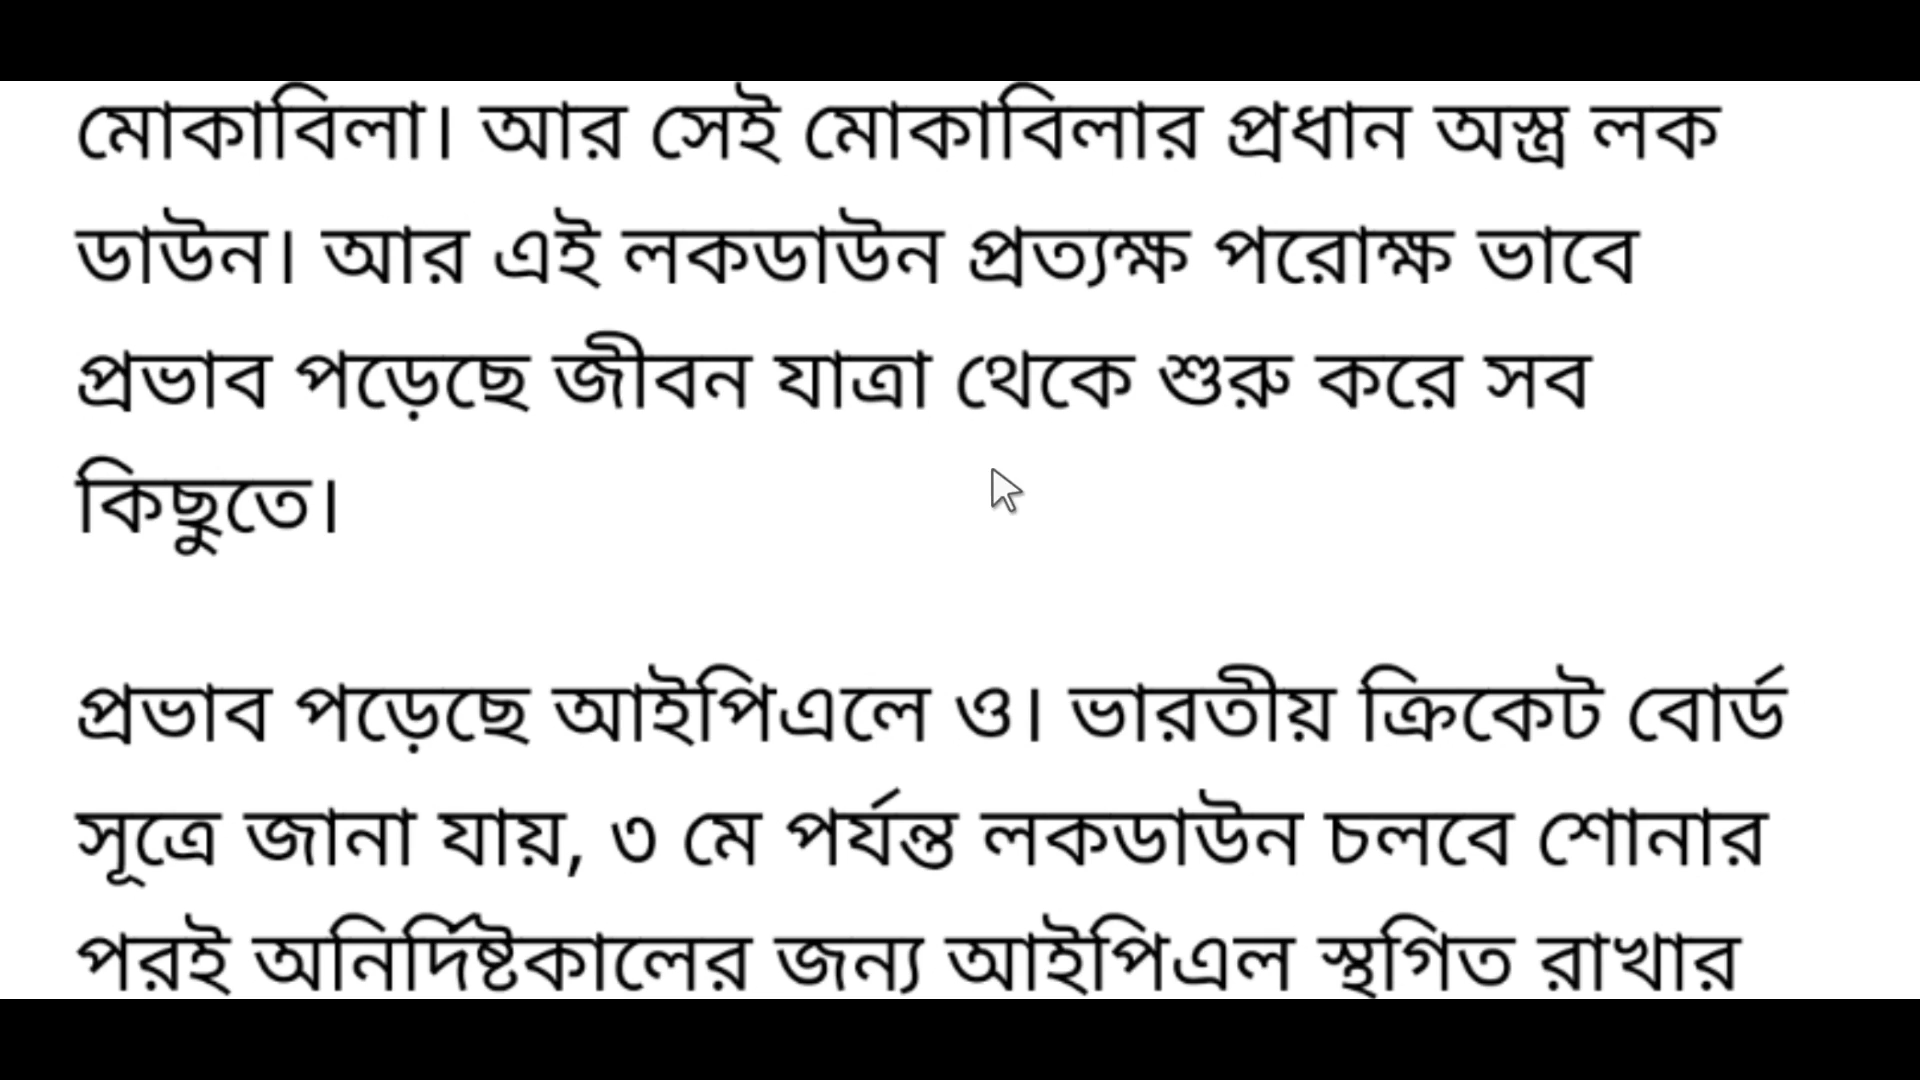 মোকাবিলা। আর সেই মোকাবিলার প্রধান অস্ত্র লক
ডাউন। আর এই লকডাউন প্রত্যক্ষ পরোক্ষ ভাবে
প্রভাব পড়েছে জীবন যাত্রা থেকে শুরু করে সব
কিছুতে।
প্রভাব পড়েছে আইপিএলে ও। ভারতীয় ক্রিকেট বোর্ড
সূত্রে জানা যায়, ৩ মে পর্যন্ত লকডাউন চলবে শোনার
পরই অনির্দিষ্টকালের জন্য আইপিএল স্থগিত রাখার